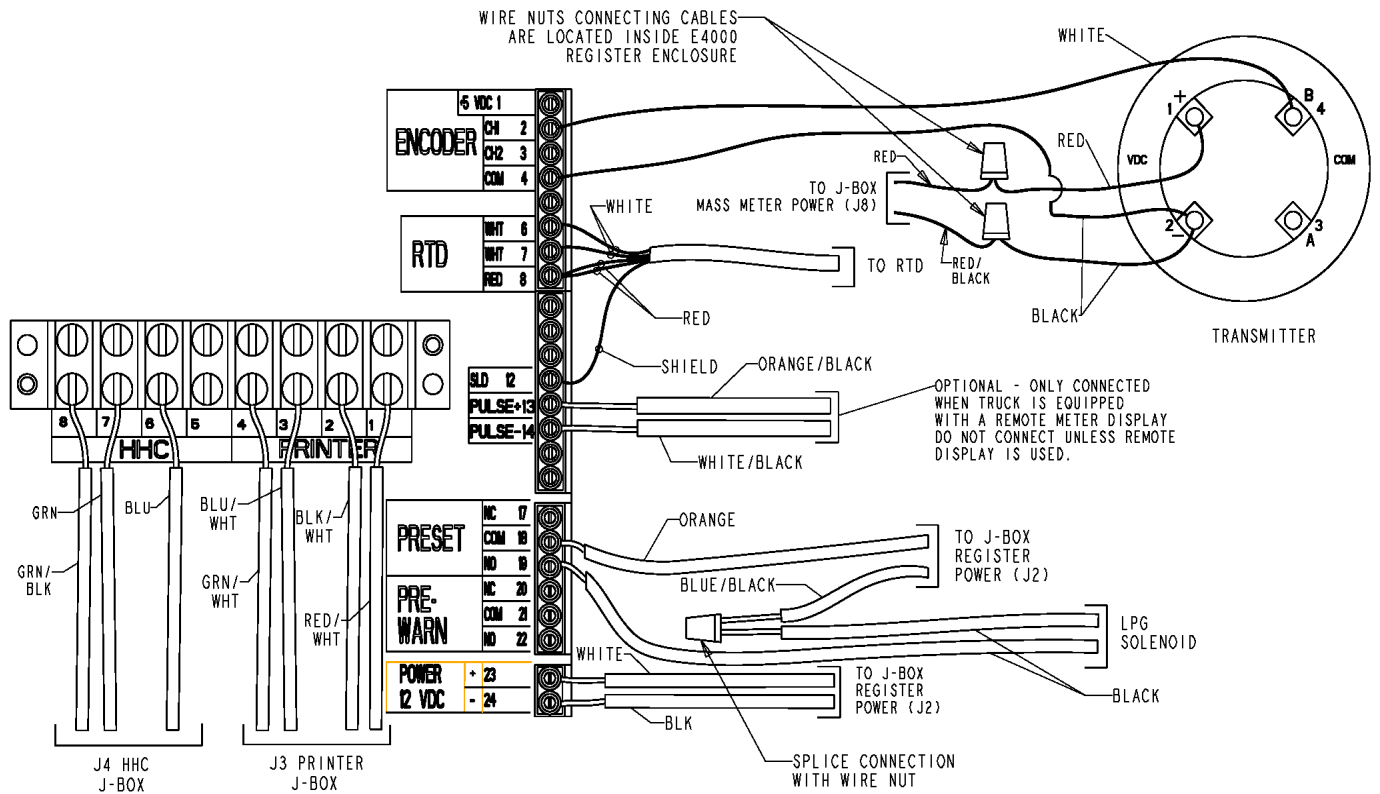 WIRE NUTS CONNECTING CABLES
ARE LOCATED INSIDE E4000
REGISTER ENCLOSURE
WHITE
+5 VDC 1
ENCODER
CH1 2
CH2 3
COM 4
1 +
B
4
VDC
COM
2
-
3
A
RED
RED
TO J-BOX
MASS METER POWER (J8)
RED/
BLACK
BLACK
TRANSMITTER
RTD
WHT 6
WHT 7
RED 8
WHITE
TO RTD
RED
SHIELD
SLD 12
PULSE+13
PULSE-14
ORANGE/BLACK
WHITE/BLACK
OPTIONAL - ONLY CONNECTED
WHEN TRUCK IS EQUIPPED
WITH A REMOTE METER DISPLAY
DO NOT CONNECT UNLESS REMOTE
DISPLAY IS USED.
8 7 6 5 4 3 2 1
HHC PRINTER
GRN
BLU
BLU/
WHT
BLK/
WHT
GRN/
BLK
GRN/
WHT
RED/
WHT
J4 HHC
J-BOX
J3 PRINTER
J-BOX
PRESET
NC 17
COM 18
NO 19
PRE-
WARN
NC 20
COM 21
NO 22
POWER
12 VDC
+ 23
- 24
ORANGE
BLUE/BLACK
TO J-BOX
REGISTER
POWER (J2)
LPG
SOLENOID
BLACK
WHITE
BLK
TO J-BOX
REGISTER
POWER (J2)
SPLICE CONNECTION
WITH WIRE NUT